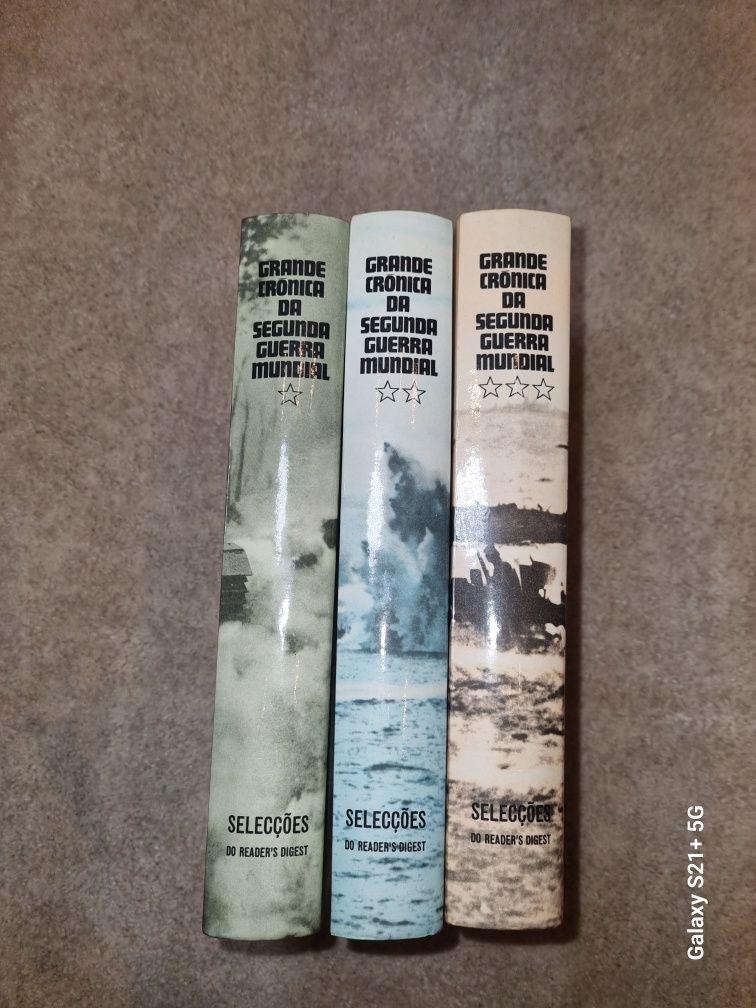 GRANDE
CRÓNICA
DA
SEGUNDA
GUERRA
MUNDIAL
SELECÇÕES
DO READER'S DIGEST
GRANDE
CRÓNICA
DA
SEGUNDA
GUERRA
MUNDIAL
SELECÇÕES
DO READER'S DIGEST
GRANDE
CRÓNICA
DA
SEGUNDA
GUERRA
MUNDIAL
SELECÇÕES
DO READER'S DIGEST
Galaxy S21+ 5G